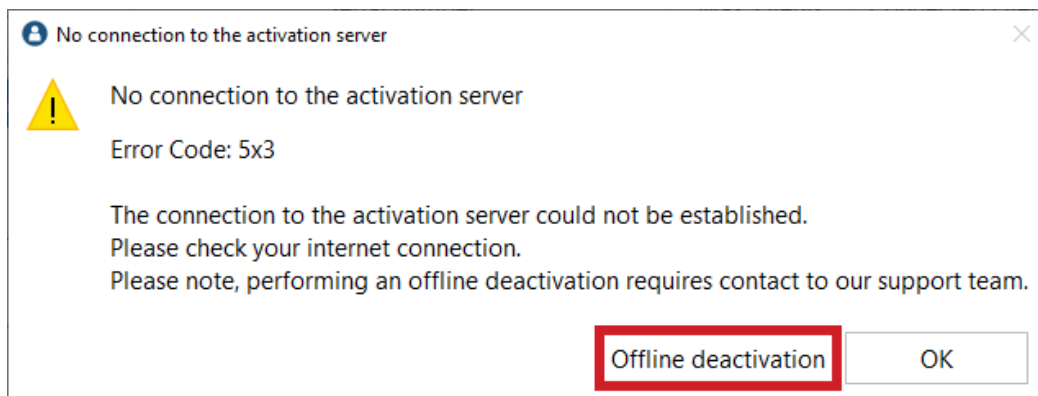 No connection to the activation server
No connection to the activation server
Error Code: 5x3
The connection to the activation server could not be established.
Please check your internet connection.
Please note, performing an offline deactivation requires contact to our support team.
Offline deactivation
OK